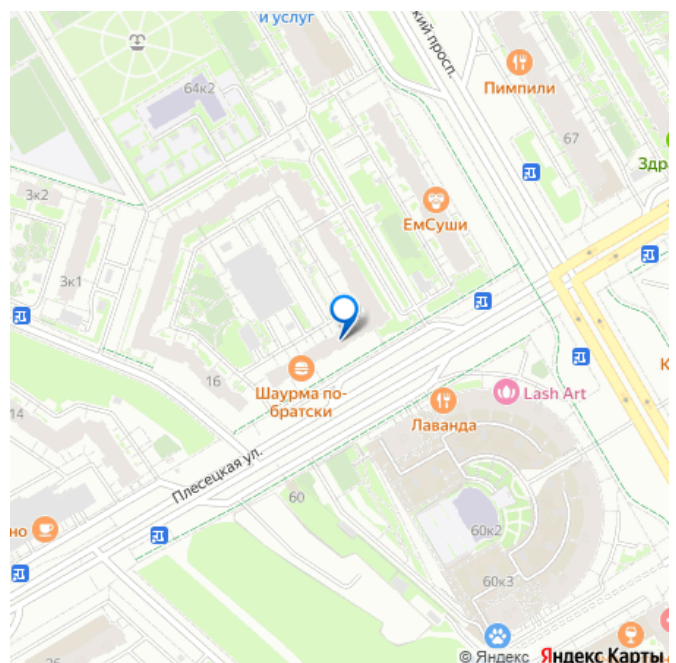 и услуг
кий просп.
Пимпили
64к2
67
Здра
3к2
ЕмСуши
3к1
16
Шаурма по-
братски
Lash Art
14
Лаванда
Плесецкая ул.
60
но
60к2
60к3
© Яндекс Яндекс Карты